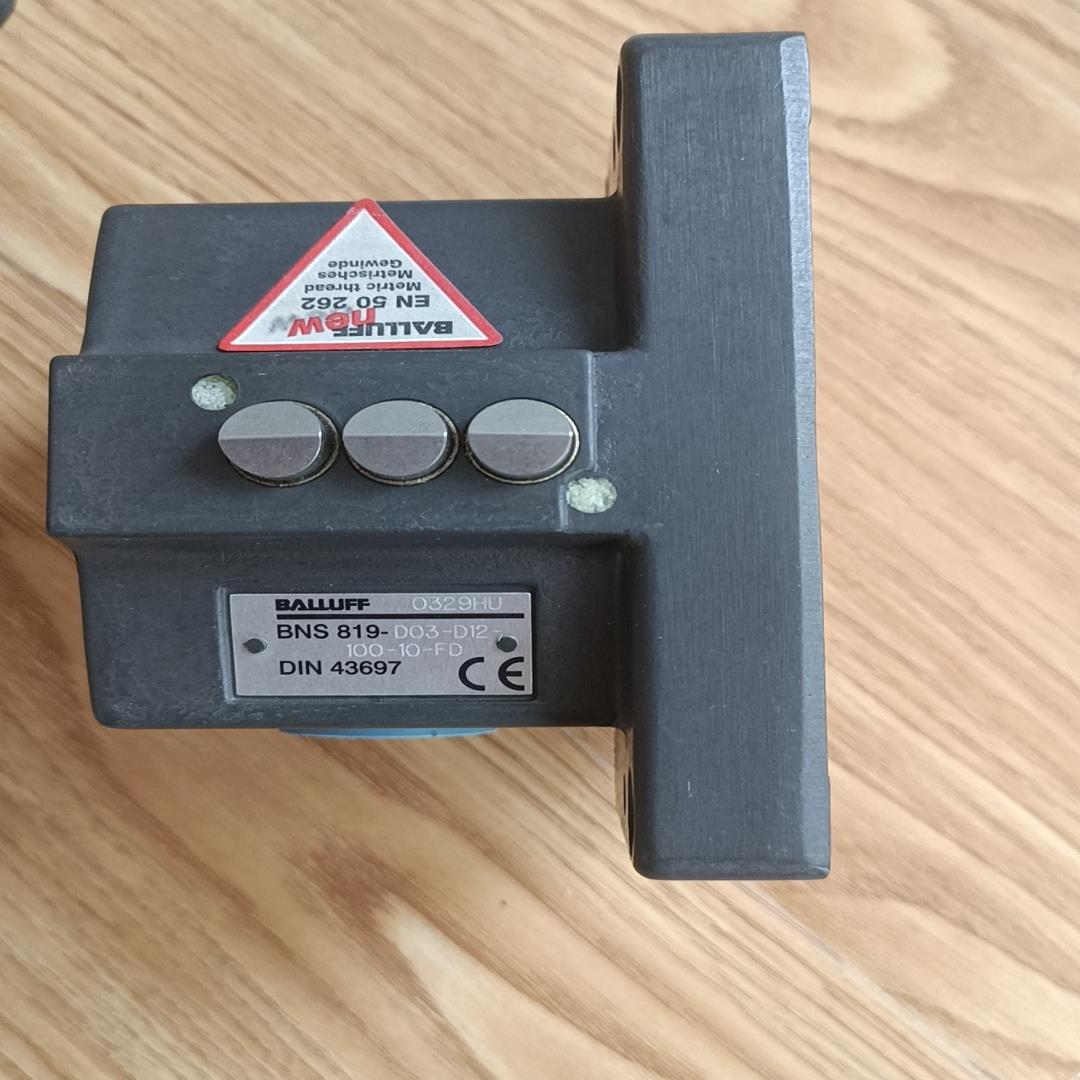 BALLUFF
new
EN 50 262
Metric thread
Metrisches
Gewinde
BALLUFF 0329HU
BNS 819-D03-D12-
100-10-FD
DIN 43697
CE